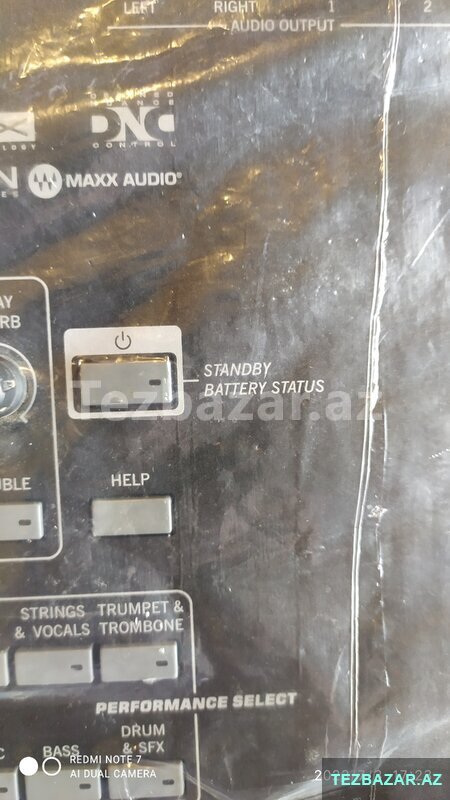 LEFT RIGHT 1 2
AUDIO OUTPUT
DNC
CONTROL
MAXX AUDIO®
STANDBY
BATTERY STATUS
Tezbazar.az
HELP
STRINGS
& VOCALS
TRUMPET &
TROMBONE
PERFORMANCE SELECT
BASS
DRUM
& SFX
REDMI NOTE 7
AI DUAL CAMERA
TEZBAZAR.AZ